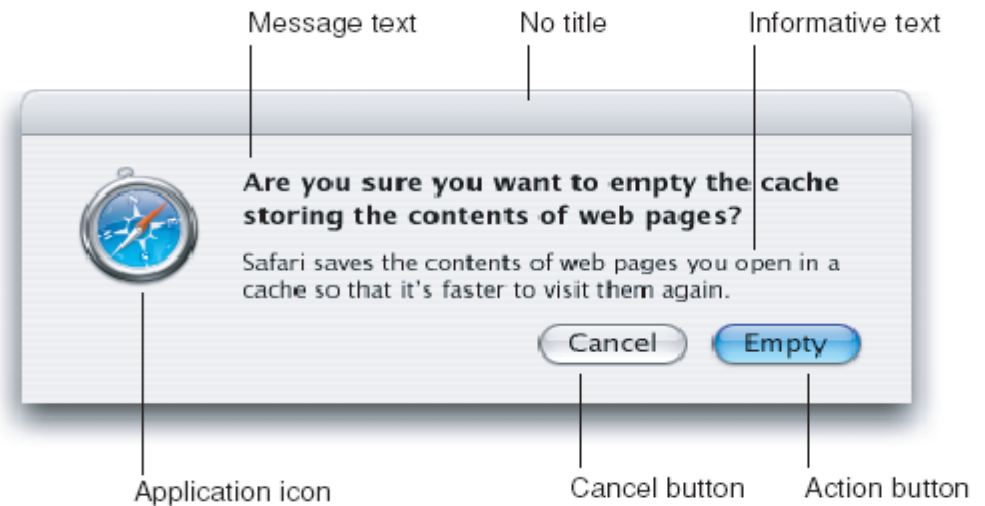 Message text
No title
Informative text
Are you sure you want to empty the cache
storing the contents of web pages?
Safari saves the contents of web pages you open in a
cache so that it's faster to visit them again.
Cancel
Empty
Application icon
Cancel button
Action button